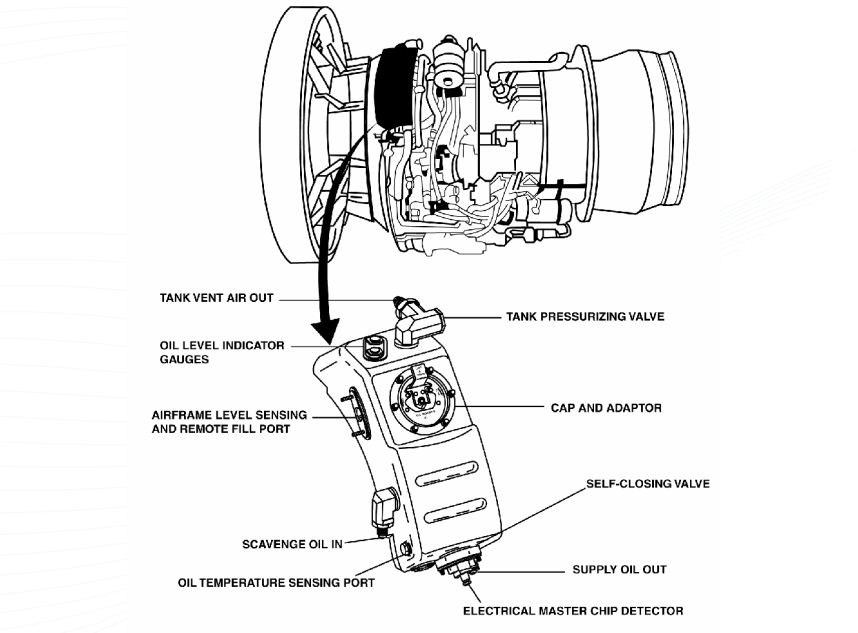 TANK VENT AIR OUT
TANK PRESSURIZING VALVE
OIL LEVEL INDICATOR
GAUGES
AIRFRAME LEVEL SENSING
AND REMOTE FILL PORT
CAP AND ADAPTOR
SELF-CLOSING VALVE
SCAVENGE OIL IN
SUPPLY OIL OUT
OIL TEMPERATURE SENSING PORT
ELECTRICAL MASTER CHIP DETECTOR